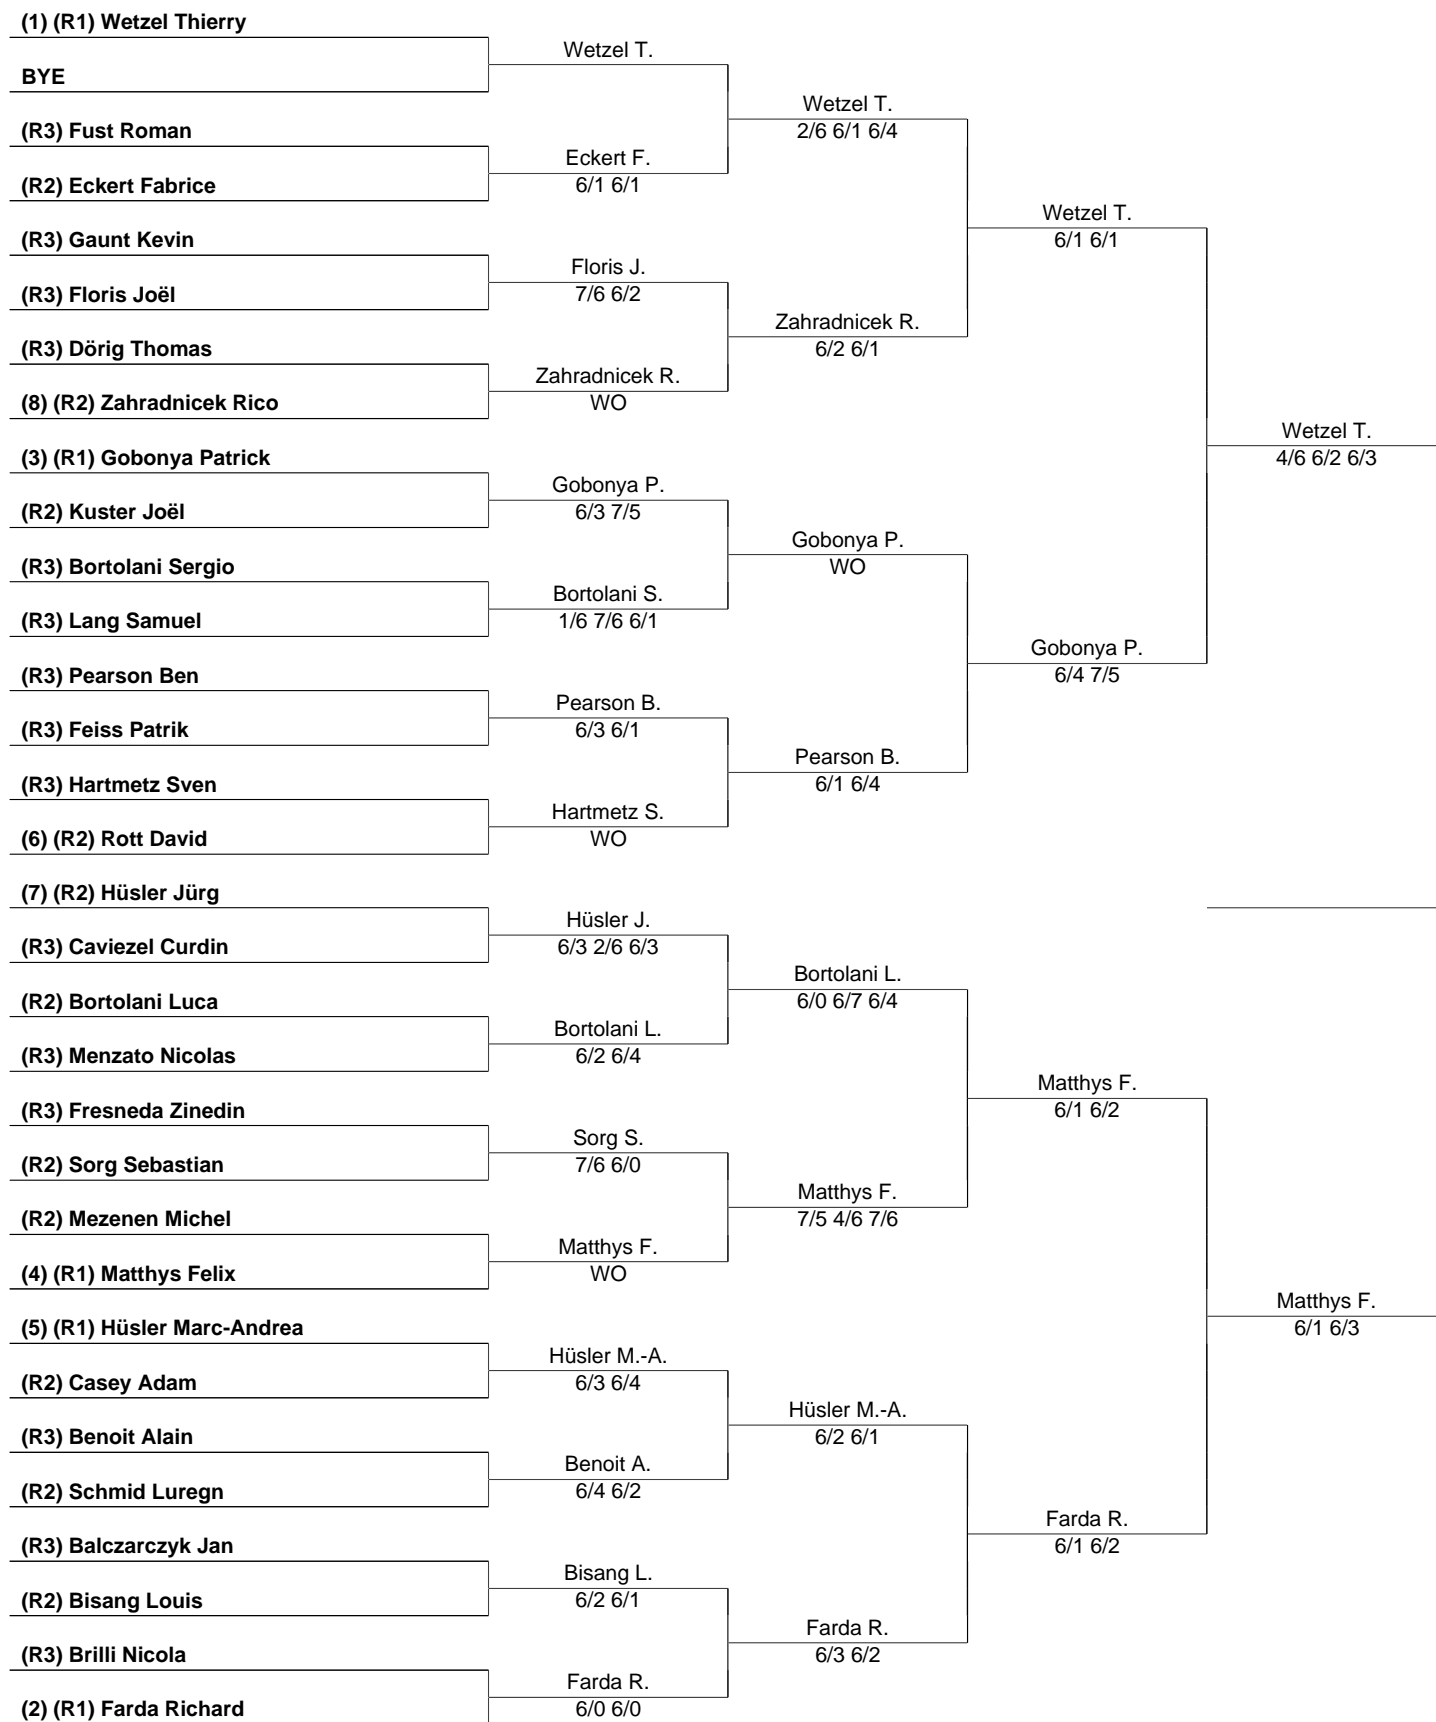 (1) (R1) Wetzel Thierry
BYE
(R3) Fust Roman
(R2) Eckert Fabrice
(R3) Gaunt Kevin
(R3) Floris Joël
(R3) Dörig Thomas
(8) (R2) Zahradnicek Rico
(3) (R1) Gobonya Patrick
(R2) Kuster Joël
(R3) Bortolani Sergio
(R3) Lang Samuel
(R3) Pearson Ben
(R3) Feiss Patrik
(R3) Hartmetz Sven
(6) (R2) Rott David
(7) (R2) Hüsler Jürg
(R3) Caviezel Curdin
(R2) Bortolani Luca
(R3) Menzato Nicolas
(R3) Fresneda Zinedin
(R2) Sorg Sebastian
(R2) Mezenen Michel
(4) (R1) Matthys Felix
(5) (R1) Hüsler Marc-Andrea
(R2) Casey Adam
(R3) Benoit Alain
(R2) Schmid Luregn
(R3) Balczarczyk Jan
(R2) Bisang Louis
(R3) Brilli Nicola
(2) (R1) Farda Richard
Wetzel T.
Eckert F.
6/1 6/1
Floris J.
7/6 6/2
Zahradnicek R.
WO
Gobonya P.
6/3 7/5
Bortolani S.
1/6 7/6 6/1
Pearson B.
6/3 6/1
Hartmetz S.
WO
Hüsler J.
6/3 2/6 6/3
Bortolani L.
6/2 6/4
Sorg S.
7/6 6/0
Matthys F.
WO
Hüsler M.-A.
6/3 6/4
Benoit A.
6/4 6/2
Bisang L.
6/2 6/1
Farda R.
6/0 6/0
Wetzel T.
2/6 6/1 6/4
Zahradnicek R.
6/2 6/1
Gobonya P.
WO
Pearson B.
6/1 6/4
Bortolani L.
6/0 6/7 6/4
Matthys F.
7/5 4/6 7/6
Hüsler M.-A.
6/2 6/1
Farda R.
6/3 6/2
Wetzel T.
6/1 6/1
Gobonya P.
6/4 7/5
Matthys F.
6/1 6/2
Farda R.
6/1 6/2
Wetzel T.
4/6 6/2 6/3
Matthys F.
6/1 6/3